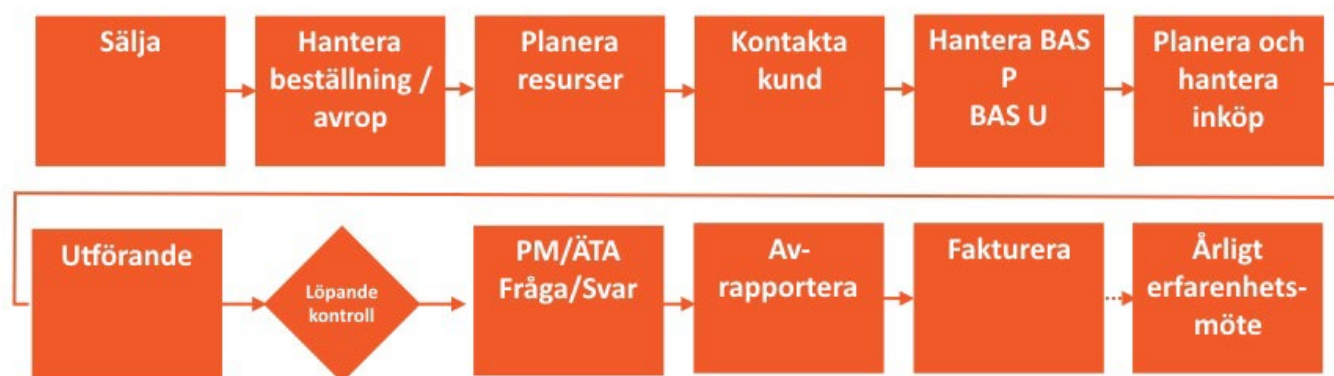 Sälja
Hantera
beställning /
avrop
Planera
resurser
Kontakta
kund
Hantera BAS
P
BAS U
Planera och
hantera
inköp
Utförande
Löpande
kontroll
PM/ÄTA
Fråga/Svar
Av-
rapportera
Fakturera
Årligt
erfarenhets-
möte